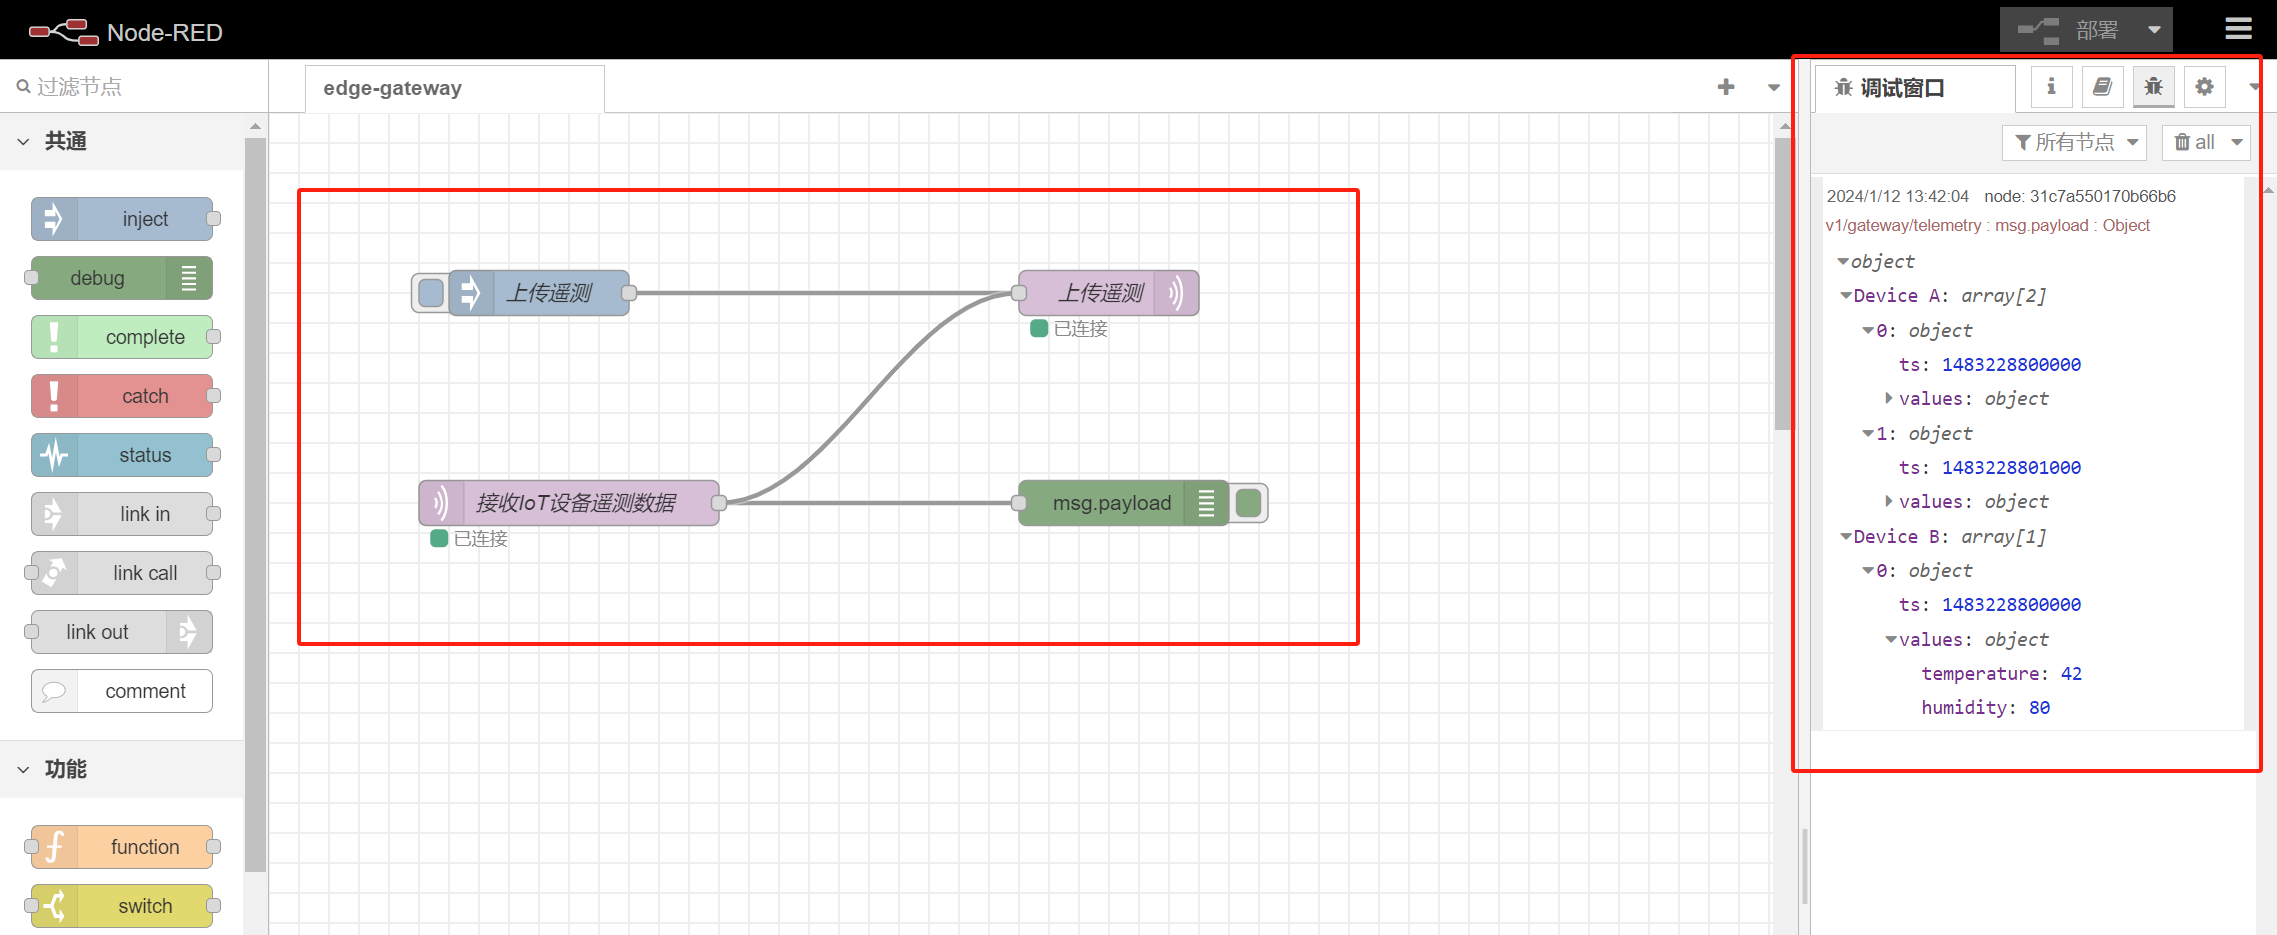 Node-RED
部署
过滤节点
共通
inject
debug
complete
catch
status
link in
link call
link out
comment
功能
function
switch
edge-gateway
上传遥测
上传遥测
已连接
接收IoT设备遥测数据
已连接
msg.payload
调试窗口
所有节点
all
2024/1/12 13:42:04 node: 31c7a550170b66b6
v1/gateway/telemetry : msg.payload : Object
object
Device A: array[2]
0: object
ts: 1483228800000
values: object
1: object
ts: 1483228801000
values: object
Device B: array[1]
0: object
ts: 1483228800000
values: object
temperature: 42
humidity: 80